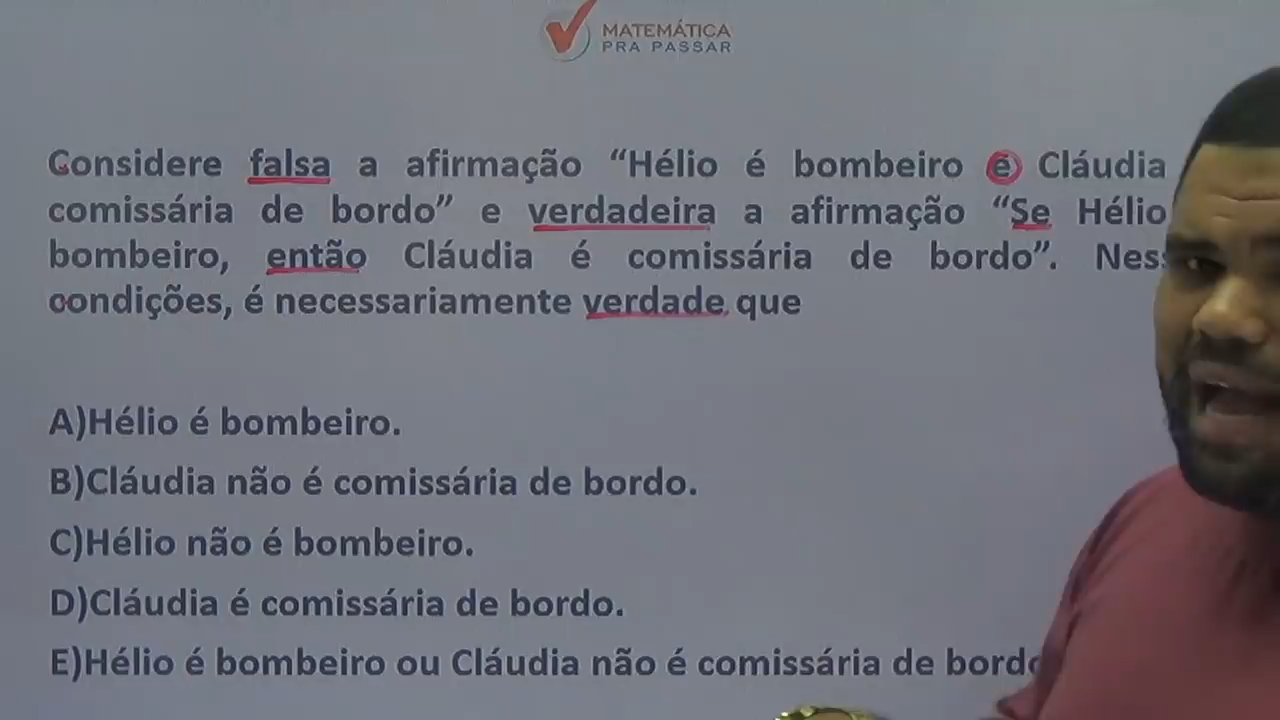 MATEMÁTICA
PRA PASSAR
Considere falsa a afirmação “Hélio é bombeiro e Cláudia
comissária de bordo” e verdadeira a afirmação “Se Hélio
bombeiro, então Cláudia é comissária de bordo”.
condições, é necessariamente verdade que
A)Hélio é bombeiro.
B)Cláudia não é comissária de bordo.
C)Hélio não é bombeiro.
D)Cláudia é comissária de bordo.
E)Hélio é bombeiro ou Cláudia não é comissária de